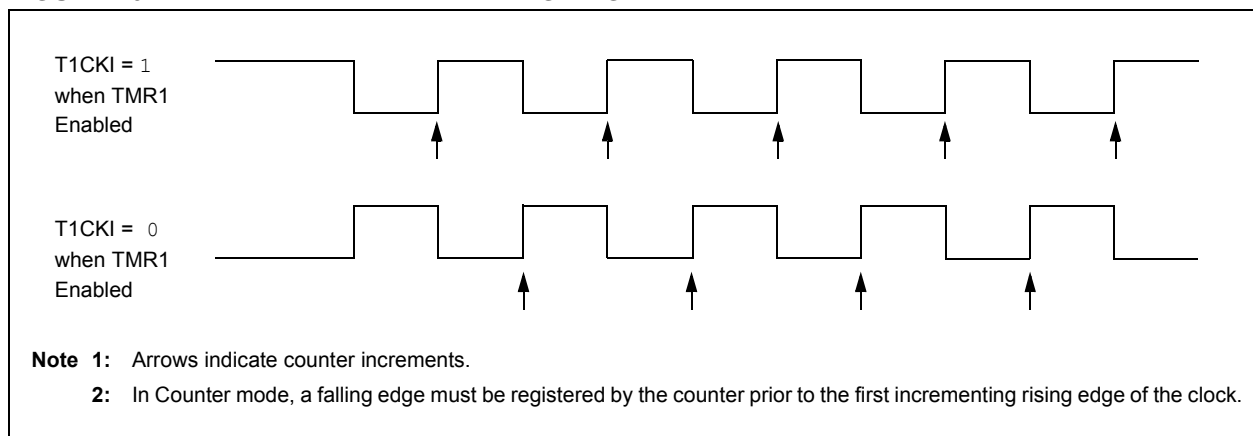 T1CKI = 1
when TMR1
Enabled
T1CKI = 0
when TMR1
Enabled
Note 1: Arrows indicate counter increments.
2: In Counter mode, a falling edge must be registered by the counter prior to the first incrementing rising edge of the clock.